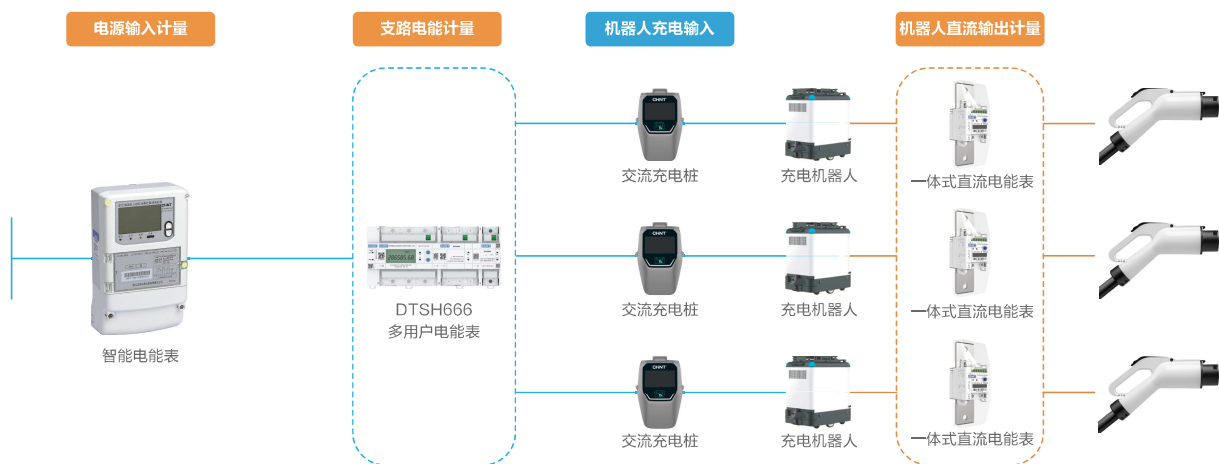 电源输入计量
支路电能计量
机器人充电输入
机器人直流输出计量
CHNT
交流充电桩
充电机器人
一体式直流电能表
CHNT
智能电能表
DTSH666
多用户电能表
CHNT
交流充电桩
充电机器人
一体式直流电能表
CHNT
交流充电桩
充电机器人
一体式直流电能表